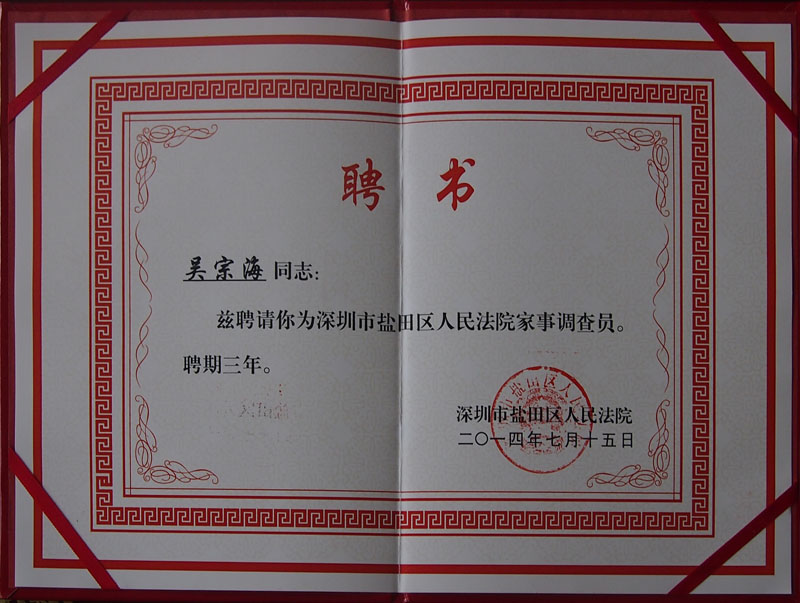 聘 书
吴宗海 同志：
兹聘请你为深圳市盐田区人民法院家事调查员。
聘期三年。
深圳市盐田区人民法院
二〇一四年七月十五日